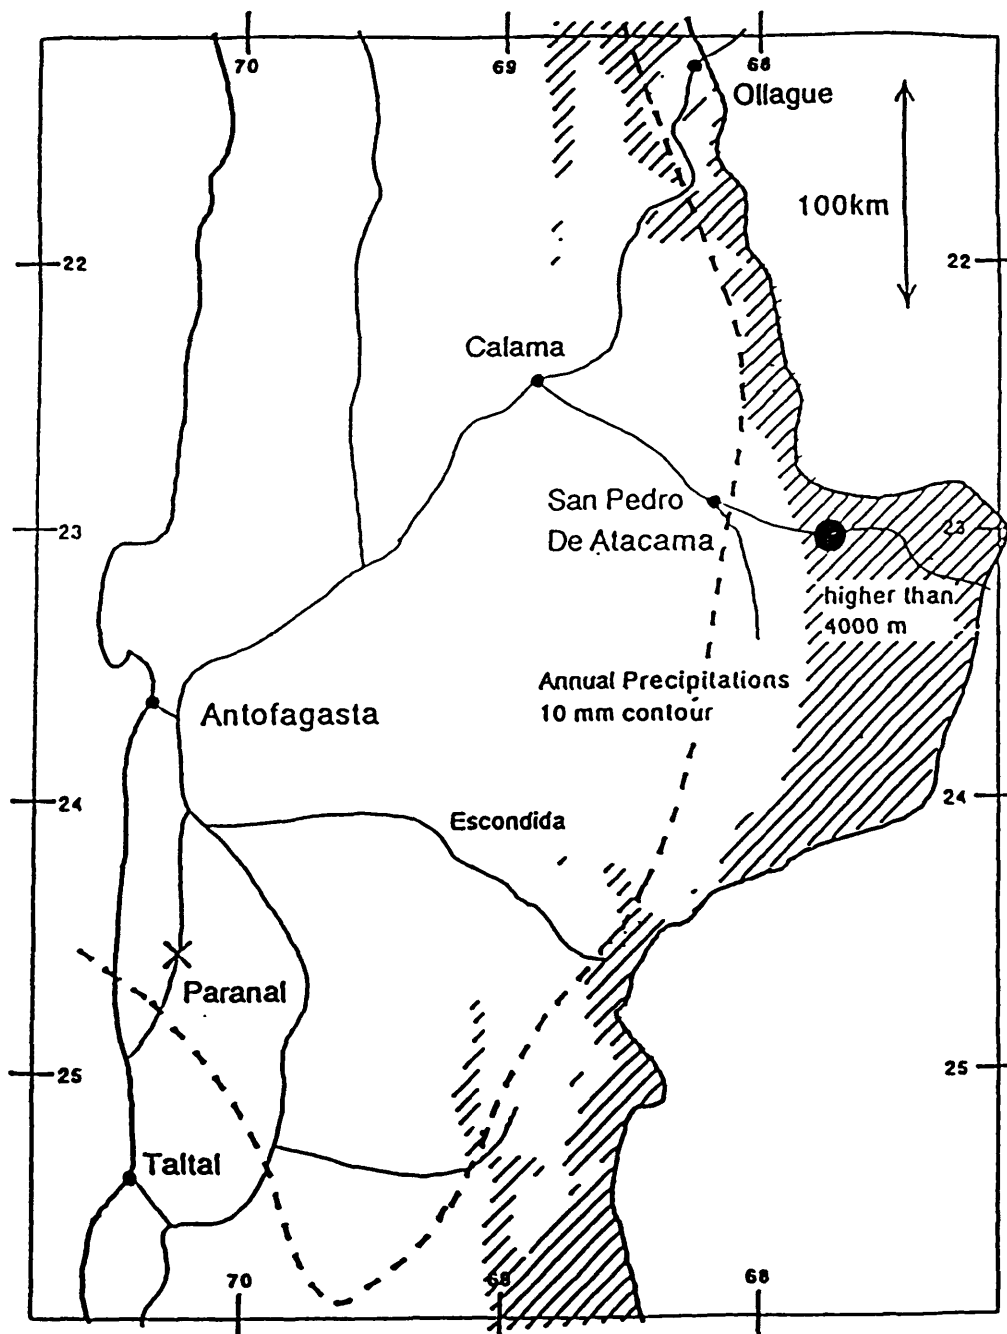 70
69
68
Ollague
100km
22
22
Calama
San Pedro
De Atacama
23
23
higher than
4000 m
Annual Precipitations
10 mm contour
Antofagasta
24
24
Escondida
Paranal
25
25
Taltal
70
68
68